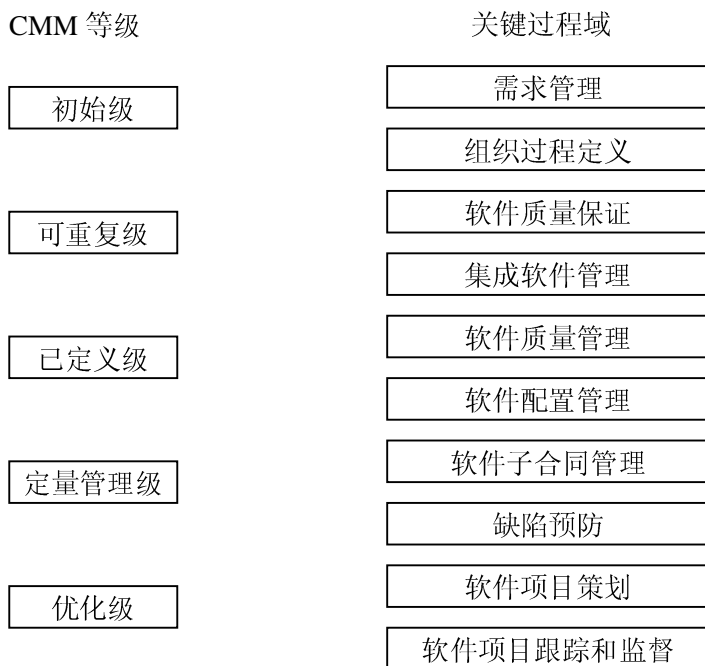 CMM 等级
初始级
可重复级
已定义级
定量管理级
优化级
关键过程域
需求管理
组织过程定义
软件质量保证
集成软件管理
软件质量管理
软件配置管理
软件子合同管理
缺陷预防
软件项目策划
软件项目跟踪和监督